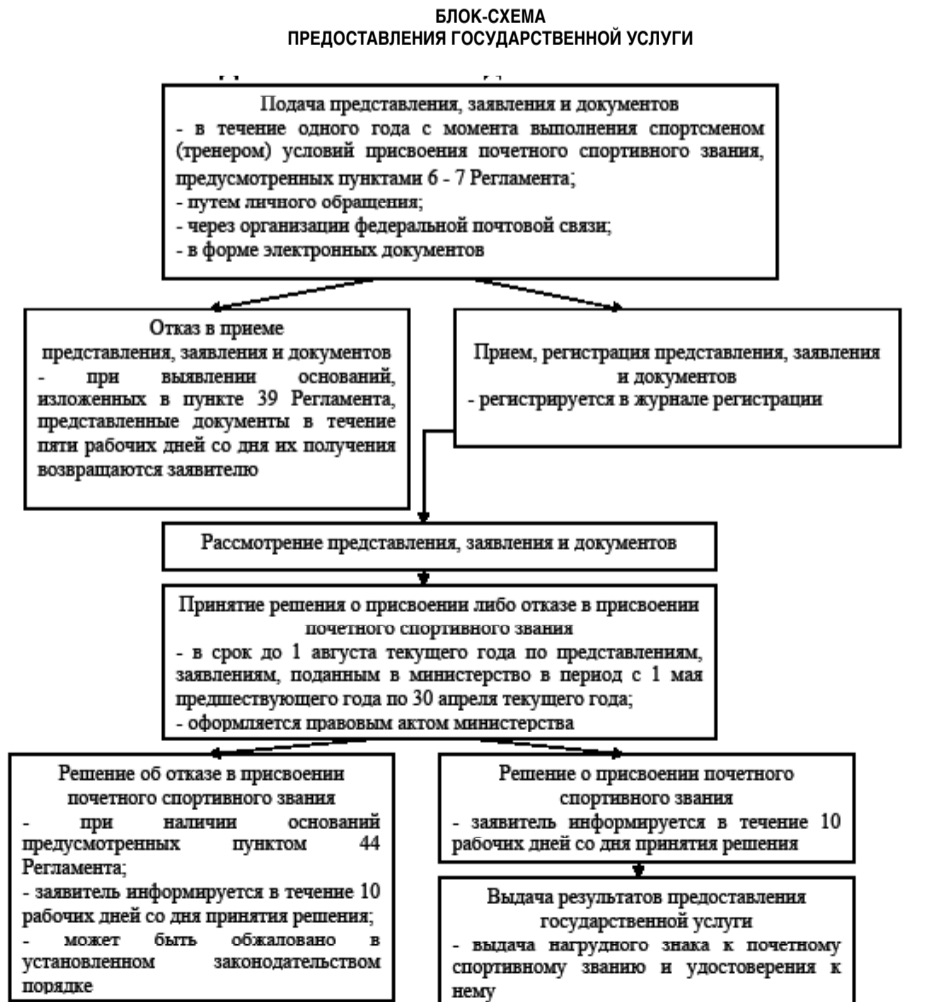 БЛОК-СХЕМА
ПРЕДОСТАВЛЕНИЯ ГОСУДАРСТВЕННОЙ УСЛУГИ
Подача представления, заявления и документов
- в течение одного года с момента выполнения спортсменом
(тренером) условий присвоения почетного спортивного звания,
предусмотренных пунктами 6 - 7 Регламента;
- путем личного обращения;
- через организации федеральной почтовой связи;
- в форме электронных документов
Отказ в приеме
представления, заявления и документов
- при выявлении оснований,
изложенных в пункте 39 Регламента,
представленные документы в течение
пяти рабочих дней со дня их получения
возвращаются заявителю
Прием, регистрация представления, заявления
и документов
- регистрируется в журнале регистрации
Рассмотрение представления, заявления и документов
Принятие решения о присвоении либо отказе в присвоении
почетного спортивного звания
- в срок до 1 августа текущего года по представлениям,
заявлениям, поданным в министерство в период с 1 мая
предшествующего года по 30 апреля текущего года;
- оформляется правовым актом министерства
Решение об отказе в присвоении
почетного спортивного звания
- при наличии оснований
предусмотренных пунктом 44
Регламента;
- заявитель информируется в течение 10
рабочих дней со дня принятия решения;
- может быть обжаловано в
установленном законодательством
порядке
Решение о присвоении почетного
спортивного звания
- заявитель информируется в течение 10
рабочих дней со дня принятия решения
Выдача результатов предоставления
государственной услуги
- выдача нагрудного знака к почетному
спортивному званию и удостоверения к
нему